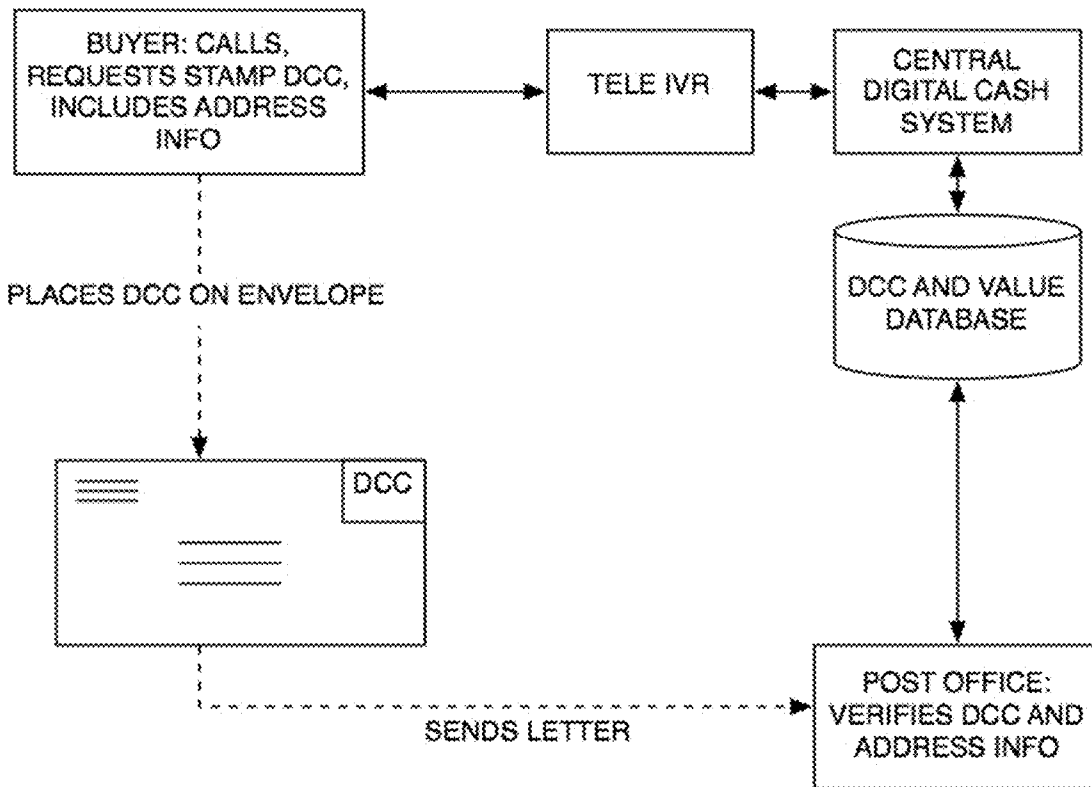 BUYER: CALLS,
REQUESTS STAMP DCC,
INCLUDES ADDRESS
INFO
TELE IVR
CENTRAL
DIGITAL CASH
SYSTEM
PLACES DCC ON ENVELOPE
DCC AND VALUE
DATABASE
DCC
SENDS LETTER
POST OFFICE:
VERIFIES DCC AND
ADDRESS INFO